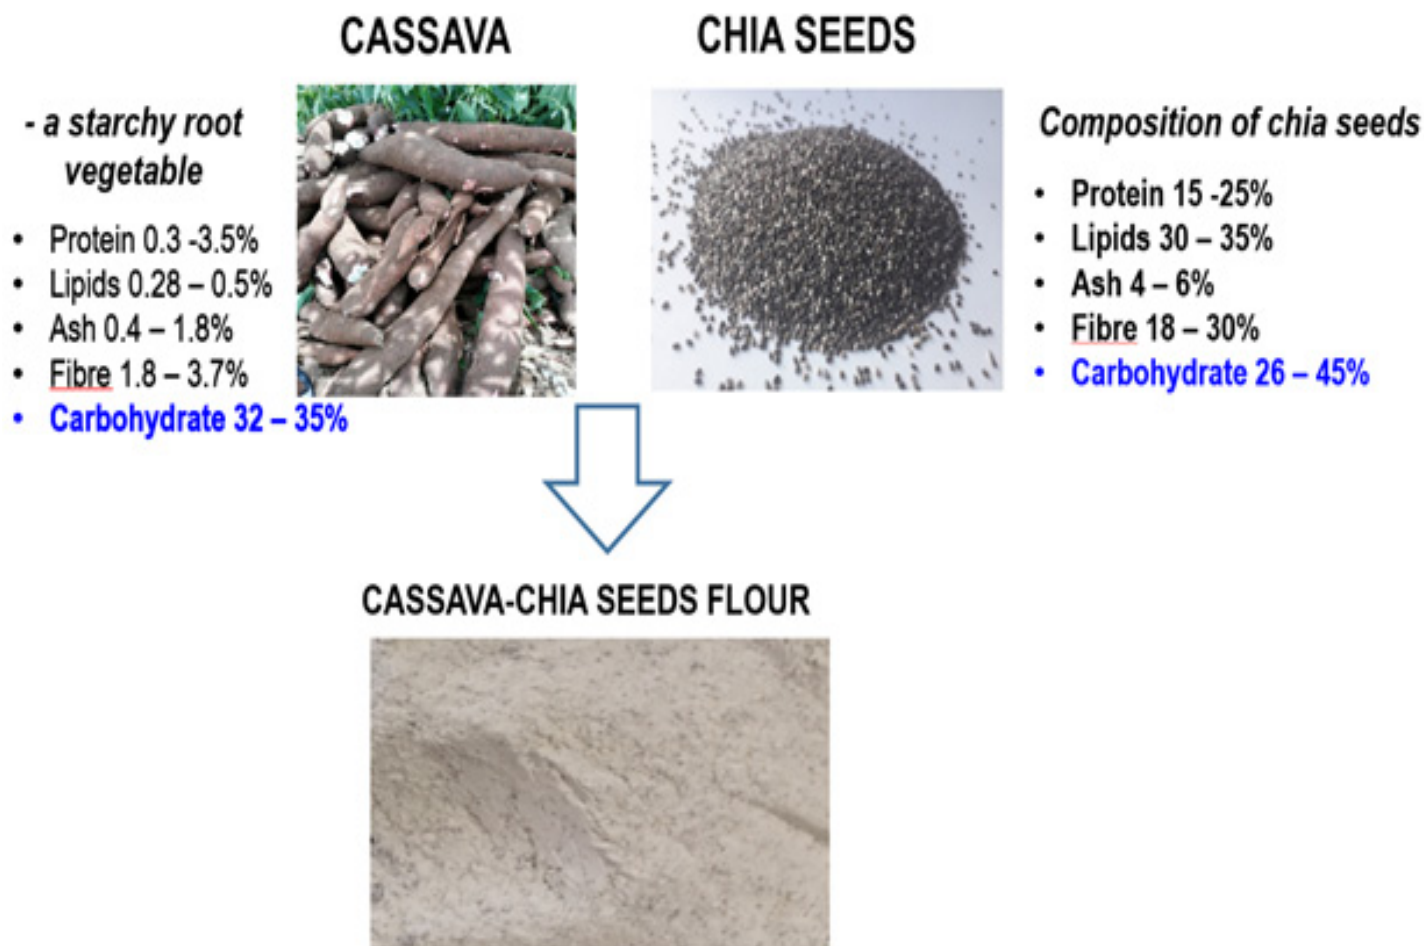 CASSAVA
- a starchy root
vegetable
• Protein 0.3 -3.5%
• Lipids 0.28 – 0.5%
• Ash 0.4 – 1.8%
• Fibre 1.8 – 3.7%
• Carbohydrate 32 – 35%
CHIA SEEDS
Composition of chia seeds
• Protein 15 -25%
• Lipids 30 – 35%
• Ash 4 – 6%
• Fibre 18 – 30%
• Carbohydrate 26 – 45%
CASSAVA-CHIA SEEDS FLOUR